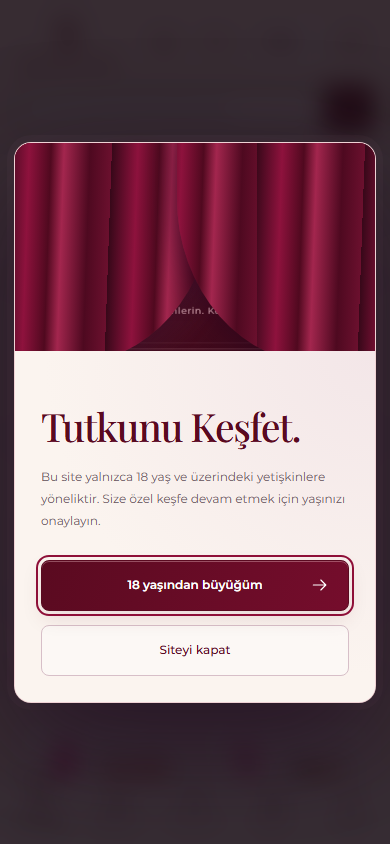 Tutkunu Keşfet.
Bu site yalnızca 18 yaş ve üzerindeki yetişkinlere
yöneliktir. Size özel keşfe devam etmek için yaşınızı
onaylayın.
18 yaşından büyüğüm
Siteyi kapat